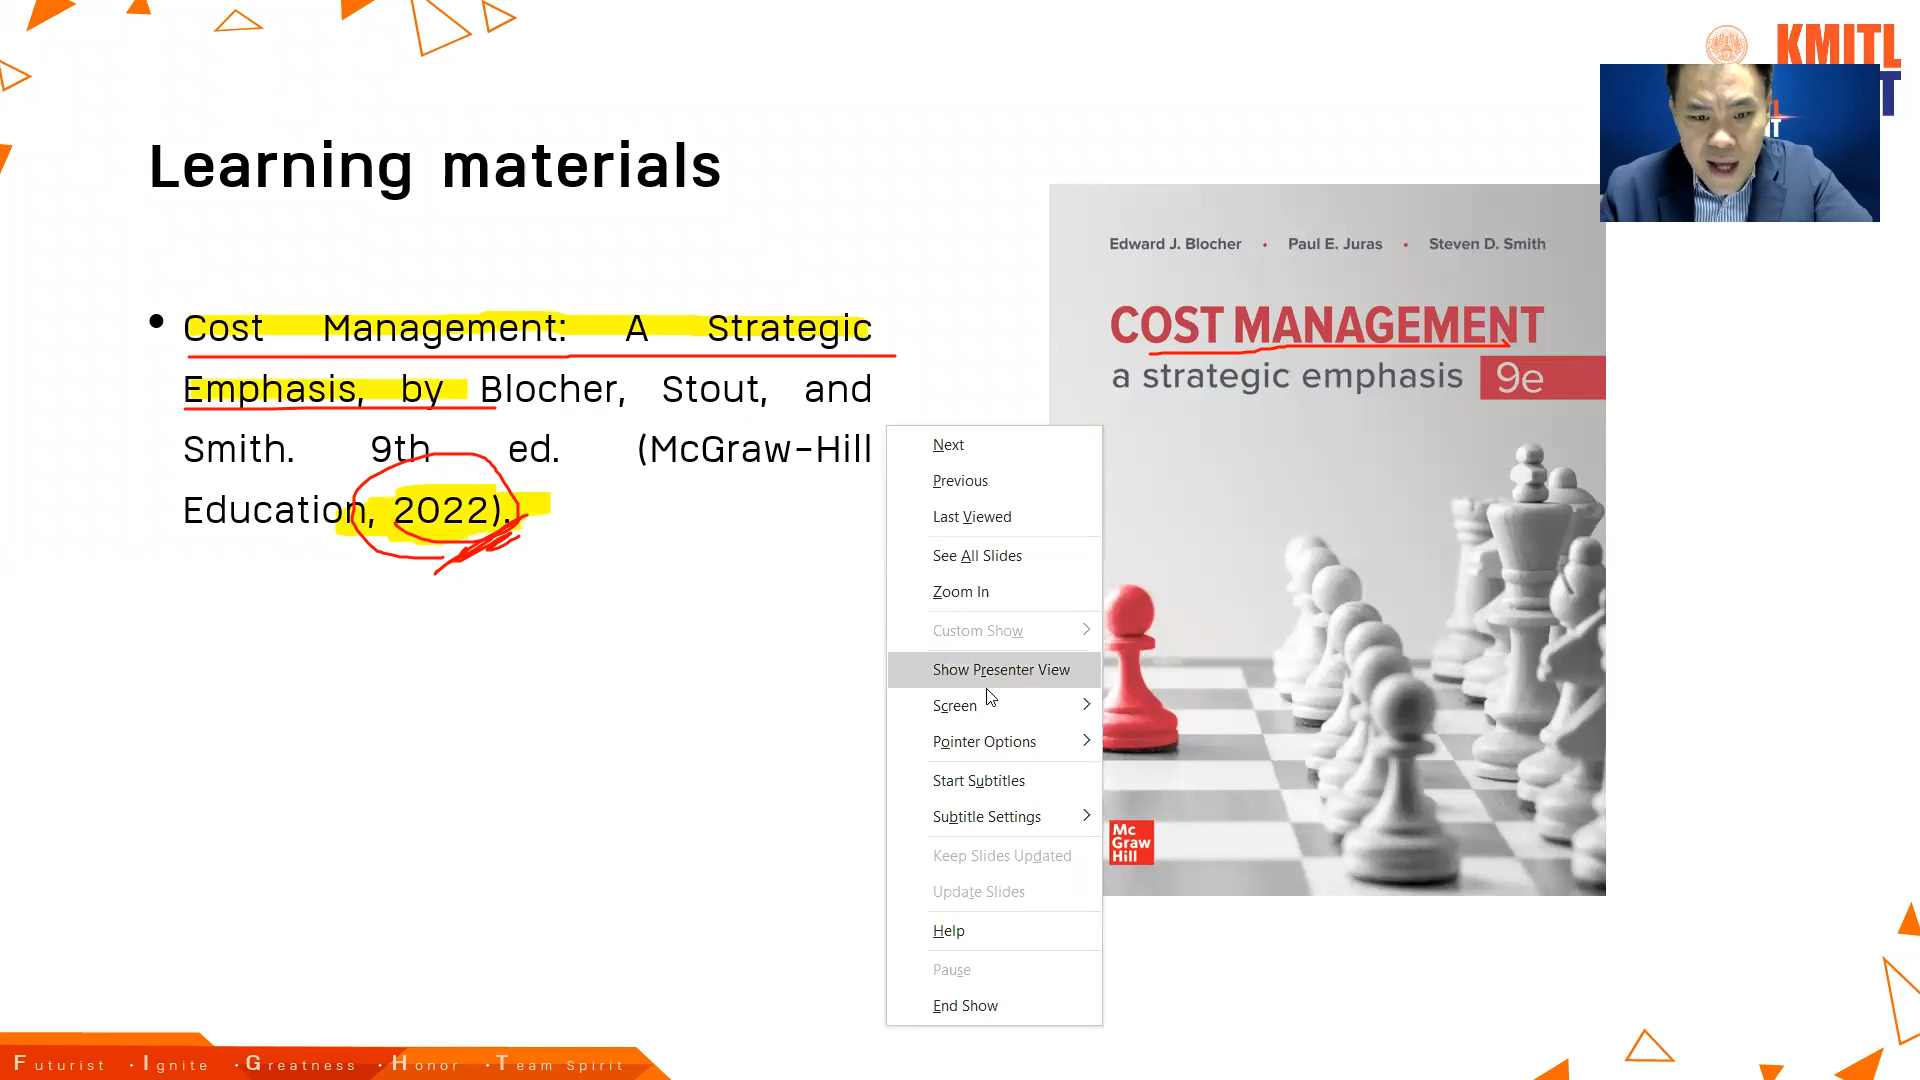 KMITL
Learning materials
• Cost Management: A Strategic
Emphasis, by Blocher, Stout, and
Smith. 9th ed. (McGraw-Hill
Education, 2022).
Edward J. Blocher • Paul E. Juras • Steven D. Smith
COST MANAGEMENT
a strategic emphasis 9e
Mc
Graw
Hill
Next
Previous
Last Viewed
See All Slides
Zoom In
Custom Show
Show Presenter View
Screen
Pointer Options
Start Subtitles
Subtitle Settings
Keep Slides Updated
Update Slides
Help
Pause
End Show
Futurist •Ignite •Greatness •Honor •Team Spirit